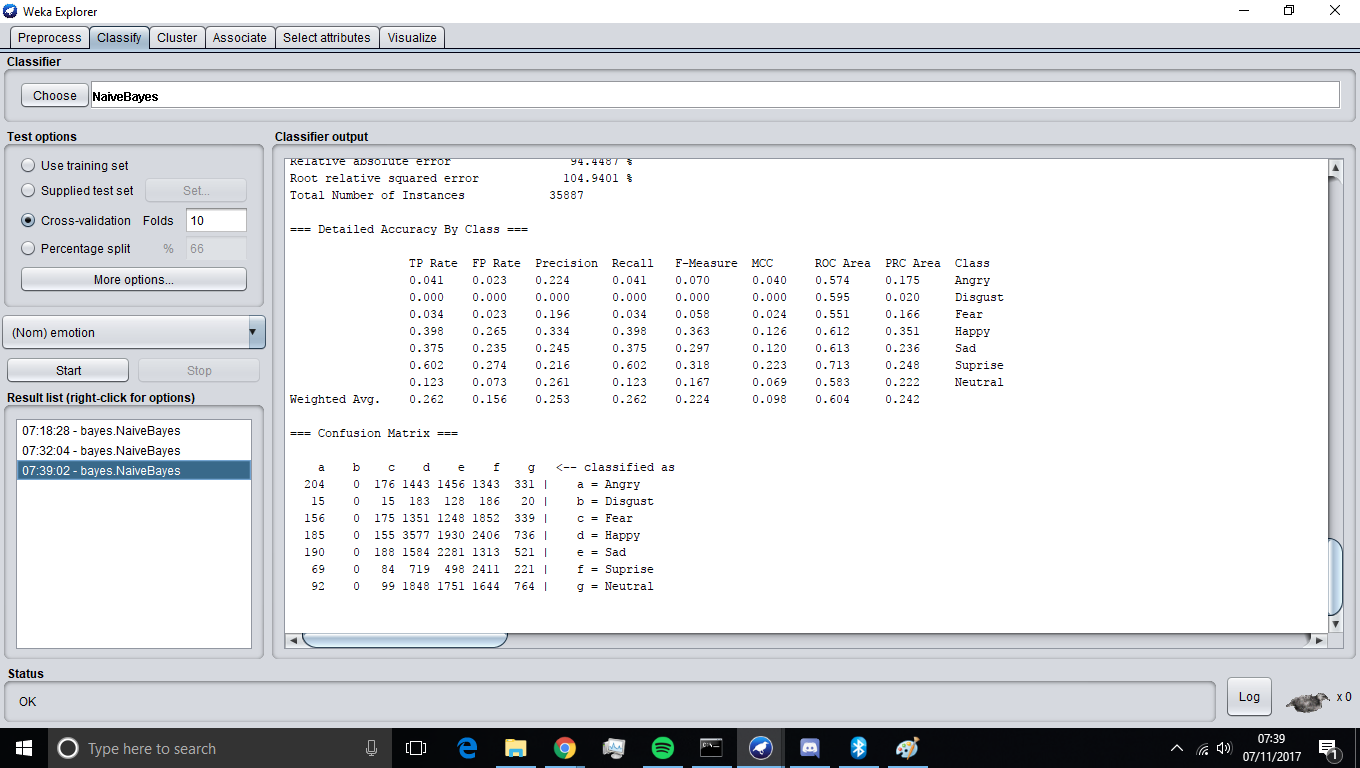 Weka Explorer
Preprocess Classify Cluster Associate Select attributes Visualize
Classifier
Choose NaiveBayes
Test options
Use training set
Supplied test set Set...
Cross-validation Folds 10
Percentage split % 66
More options...
(Nom) emotion
Start Stop
Result list (right-click for options)
07:18:28 - bayes.NaiveBayes
07:32:04 - bayes.NaiveBayes
07:39:02 - bayes.NaiveBayes
Classifier output
Relative absolute error 94.4487 %
Root relative squared error 104.9401 %
Total Number of Instances 35887
=== Detailed Accuracy By Class ===
TP Rate FP Rate Precision Recall F-Measure MCC ROC Area PRC Area Class
0.041 0.023 0.224 0.041 0.070 0.040 0.574 0.175 Angry
0.000 0.000 0.000 0.000 0.000 0.000 0.595 0.020 Disgust
0.034 0.023 0.196 0.034 0.058 0.024 0.551 0.166 Fear
0.398 0.265 0.334 0.398 0.363 0.126 0.612 0.351 Happy
0.375 0.235 0.245 0.375 0.297 0.120 0.613 0.236 Sad
0.602 0.274 0.216 0.602 0.318 0.223 0.713 0.248 Suprise
0.123 0.073 0.261 0.123 0.167 0.069 0.583 0.222 Neutral
Weighted Avg. 0.262 0.156 0.253 0.262 0.224 0.098 0.604 0.242
=== Confusion Matrix ===
a b c d e f g <-- classified as
204 0 176 1443 1456 1343 331 | a = Angry
15 0 15 183 128 186 20 | b = Disgust
156 0 175 1351 1248 1852 339 | c = Fear
185 0 155 3577 1930 2406 736 | d = Happy
190 0 188 1584 2281 1313 521 | e = Sad
69 0 84 719 498 2411 221 | f = Suprise
92 0 99 1848 1751 1644 764 | g = Neutral
Status
OK
Log x 0
Type here to search
07:39
07/11/2017
1